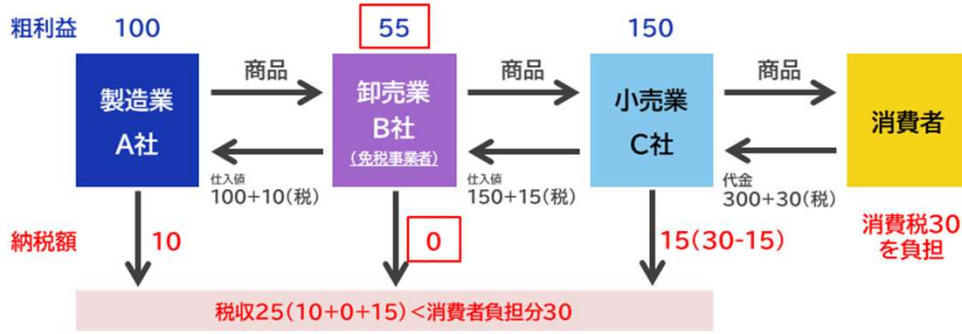 粗利益
100
55
150
製造業
A社
商品
仕入値
100+10(税)
卸売業
B社
(免税事業者)
商品
仕入値
150+15(税)
小売業
C社
商品
代金
300+30(税)
消費者
納税額
10
0
15(30-15)
消費税30
を負担
税収25(10+0+15)<消費者負担分30